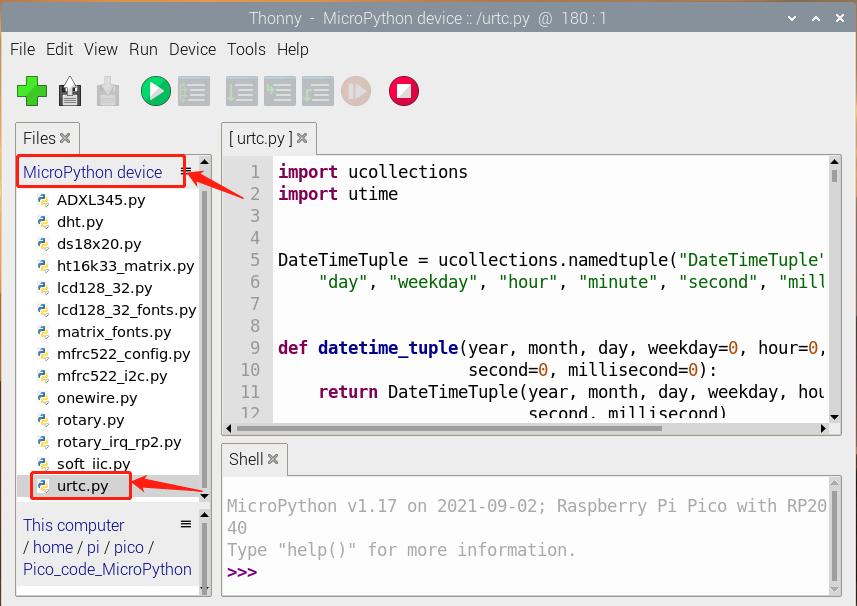 Thonny - MicroPython device :: /urtc.py @ 180 : 1
File Edit View Run Device Tools Help
Files
MicroPython device
ADXL345.py
dht.py
ds18x20.py
ht16k33_matrix.py
lcd128_32.py
lcd128_32_fonts.py
matrix_fonts.py
mfrc522_config.py
mfrc522_i2c.py
onewire.py
rotary.py
rotary_irq_rp2.py
soft_iic.py
urtc.py
This computer
/ home / pi / pico /
Pico_code_MicroPython
[ urtc.py ]
1 import ucollections
2 import utime
3
4
5 DateTimeTuple = ucollections.namedtuple("DateTimeTuple"
6 "day", "weekday", "hour", "minute", "second", "mill
7
8
9 def datetime_tuple(year, month, day, weekday=0, hour=0,
10 second=0, millisecond=0):
11 return DateTimeTuple(year, month, day, weekday, hou
12 second, millisecond)
Shell
MicroPython v1.17 on 2021-09-02; Raspberry Pi Pico with RP20
40
Type "help()" for more information.
>>>